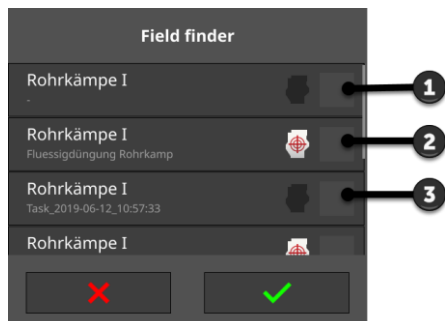 Field finder
Rohrkämpe I
-
1
Rohrkämpe I
Fluessigdüngung Rohrkamp
2
Rohrkämpe I
Task_2019-06-12_10:57:33
3
Rohrkämpe I